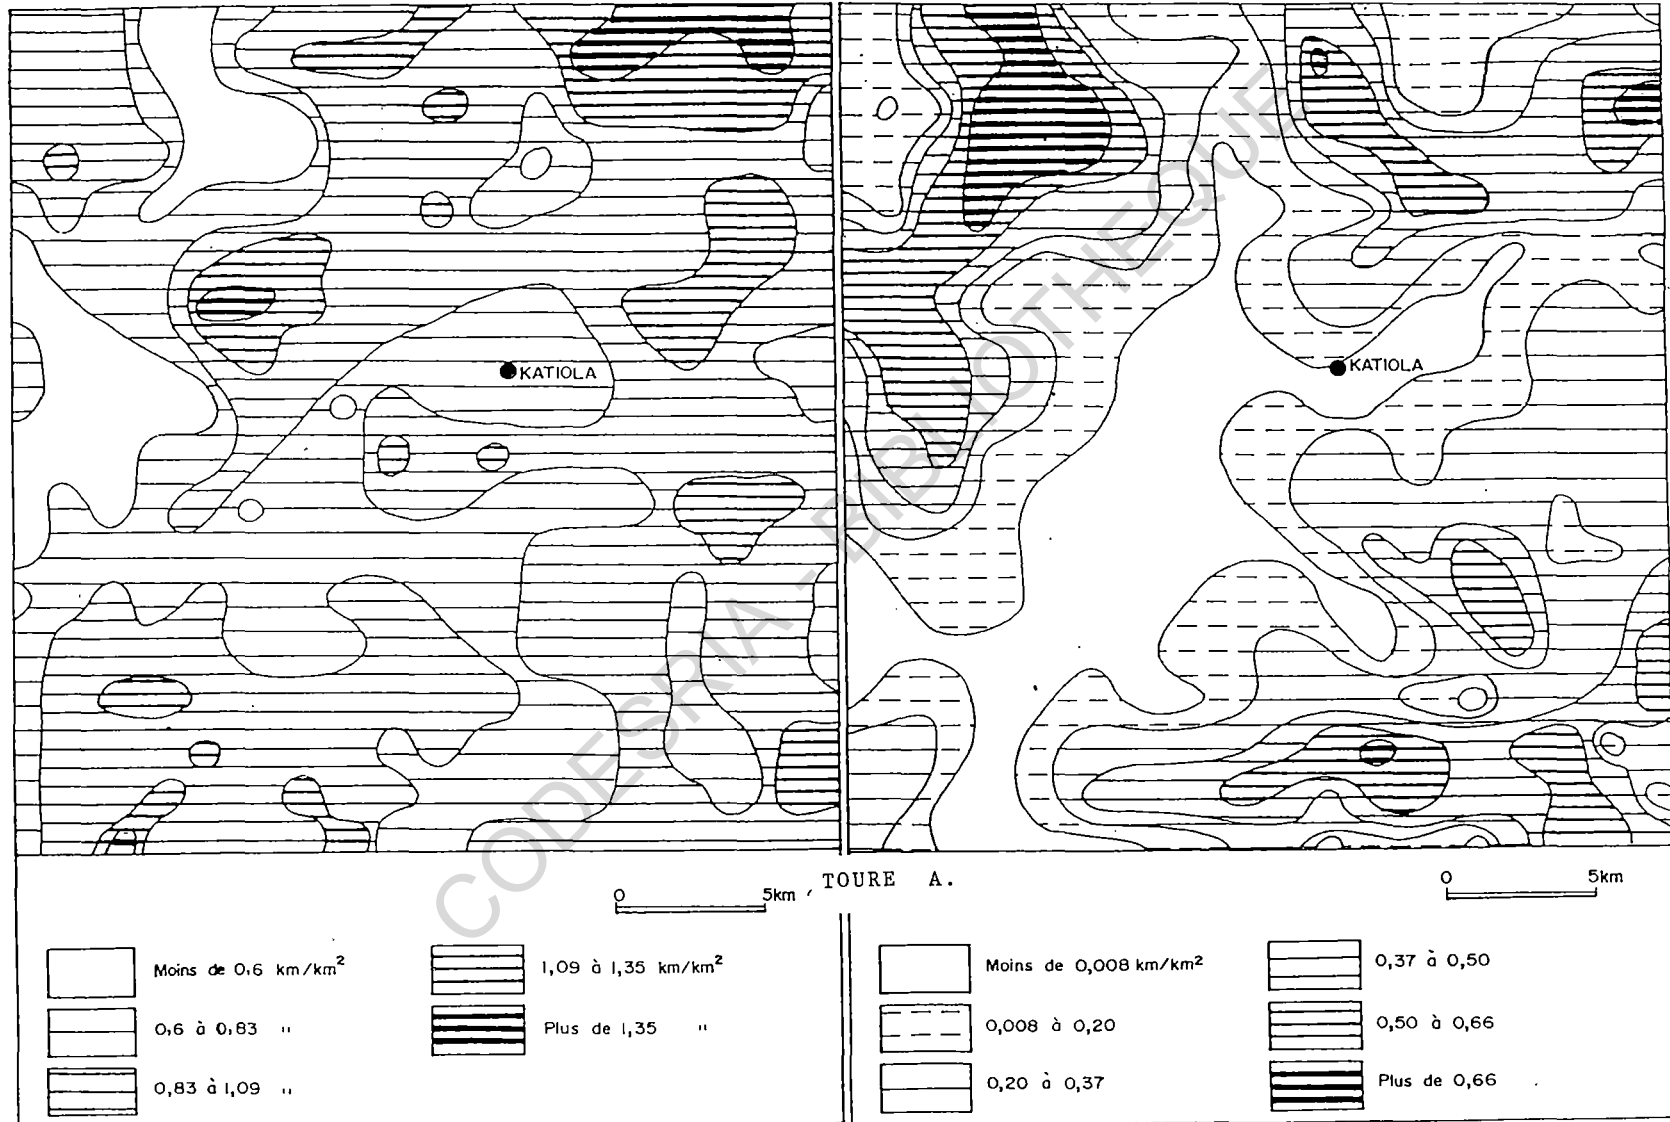 KATIOLA
KATIOLA
CODESRIA - BIBLIOTHEQUE
TOURE A.
0 5km
0 5km
Moins de 0,6 km/km²
0,6 à 0,83 "
0,83 à 1,09 "
1,09 à 1,35 km/km²
Plus de 1,35 "
Moins de 0,008 km/km²
0,008 à 0,20
0,20 à 0,37
0,37 à 0,50
0,50 à 0,66
Plus de 0,66